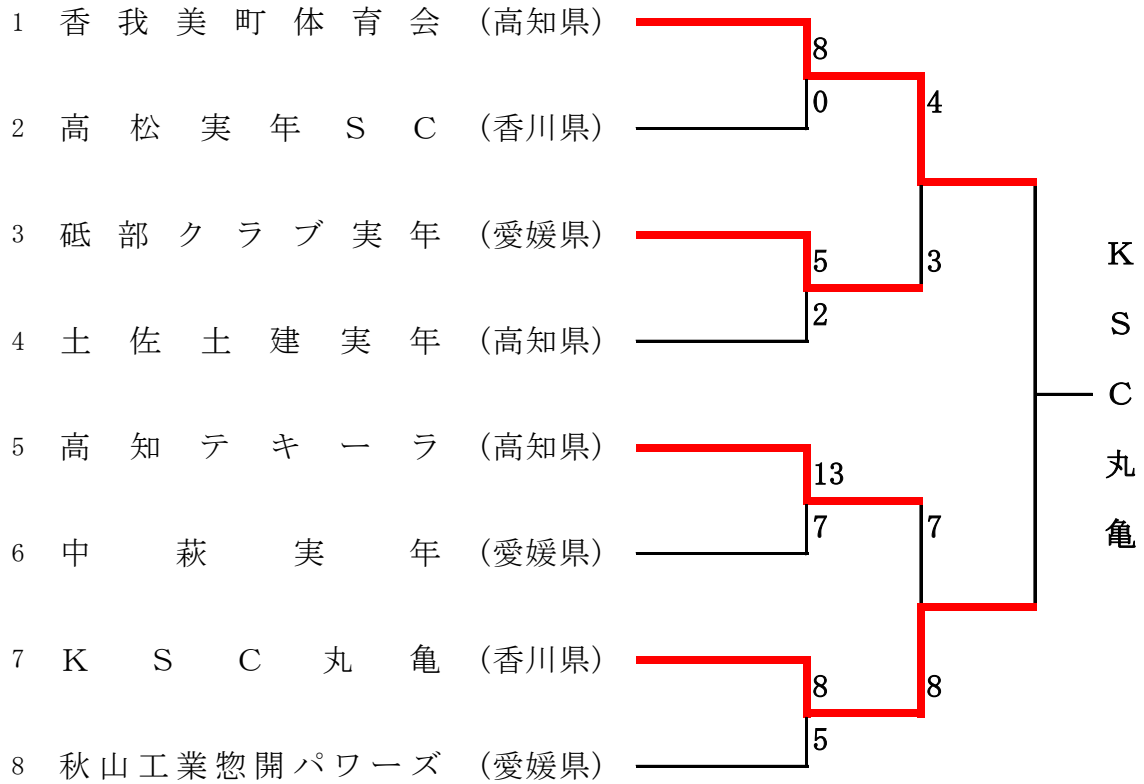 1 香我美町体育会 (高知県)
8
0
4
2 高松実年SC (香川県)
3 砥部クラブ実年 (愛媛県)
5
2
3
4 土佐土建実年 (高知県)
KSC丸亀
5 高知テキーラ (高知県)
13
7
7
6 中萩実年 (愛媛県)
7 KSC丸亀 (香川県)
8
5
8
8 秋山工業惣開パワーズ (愛媛県)